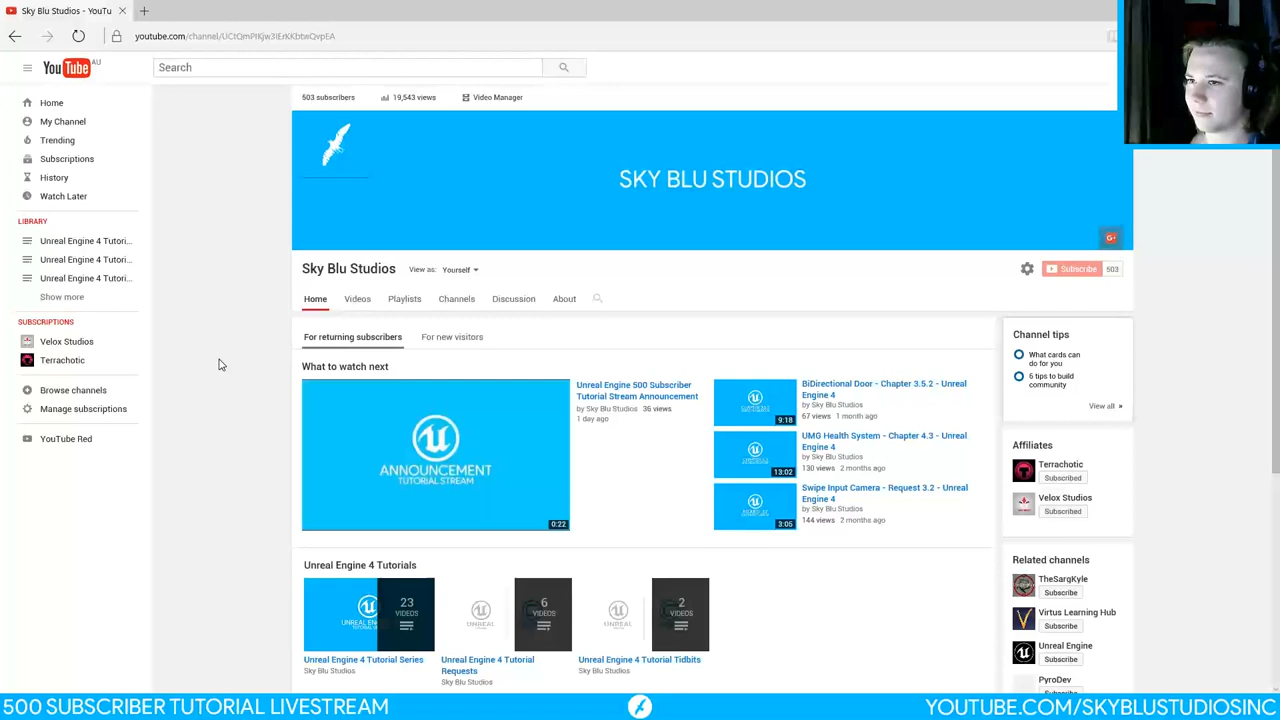 Sky Blu Studios - YouTu
youtube.com/channel/UCtQmPIKjw3IErKKbtwQvpEA
YouTube AU
Search
Home
My Channel
Trending
Subscriptions
History
Watch Later
LIBRARY
Unreal Engine 4 Tutori...
Unreal Engine 4 Tutori...
Unreal Engine 4 Tutori...
Show more
SUBSCRIPTIONS
Velox Studios
Terrachotic
Browse channels
Manage subscriptions
YouTube Red
503 subscribers
19,543 views
Video Manager
SKY BLU STUDIOS
G+
Sky Blu Studios
View as: Yourself
Subscribe 503
Home
Videos
Playlists
Channels
Discussion
About
For returning subscribers
For new visitors
What to watch next
ANNOUNCEMENT
TUTORIAL STREAM
0:22
Unreal Engine 500 Subscriber
Tutorial Stream Announcement
by Sky Blu Studios 36 views
1 day ago
9:18
BiDirectional Door - Chapter 3.5.2 - Unreal
Engine 4
by Sky Blu Studios
67 views 1 month ago
13:02
UMG Health System - Chapter 4.3 - Unreal
Engine 4
by Sky Blu Studios
130 views 2 months ago
3:05
Swipe Input Camera - Request 3.2 - Unreal
Engine 4
by Sky Blu Studios
144 views 2 months ago
Unreal Engine 4 Tutorials
23
VIDEOS
Unreal Engine 4 Tutorial Series
Sky Blu Studios
6
VIDEOS
Unreal Engine 4 Tutorial
Requests
Sky Blu Studios
2
VIDEOS
Unreal Engine 4 Tutorial Tidbits
Sky Blu Studios
Channel tips
What cards can
do for you
6 tips to build
community
View all »
Affiliates
Terrachotic
Subscribed
Velox Studios
Subscribed
Related channels
TheSarqKyle
Subscribe
Virtus Learning Hub
Subscribe
Unreal Engine
Subscribe
PyroDev
500 SUBSCRIBER TUTORIAL LIVESTREAM
YOUTUBE.COM/SKYBLUSTUDIOSINC